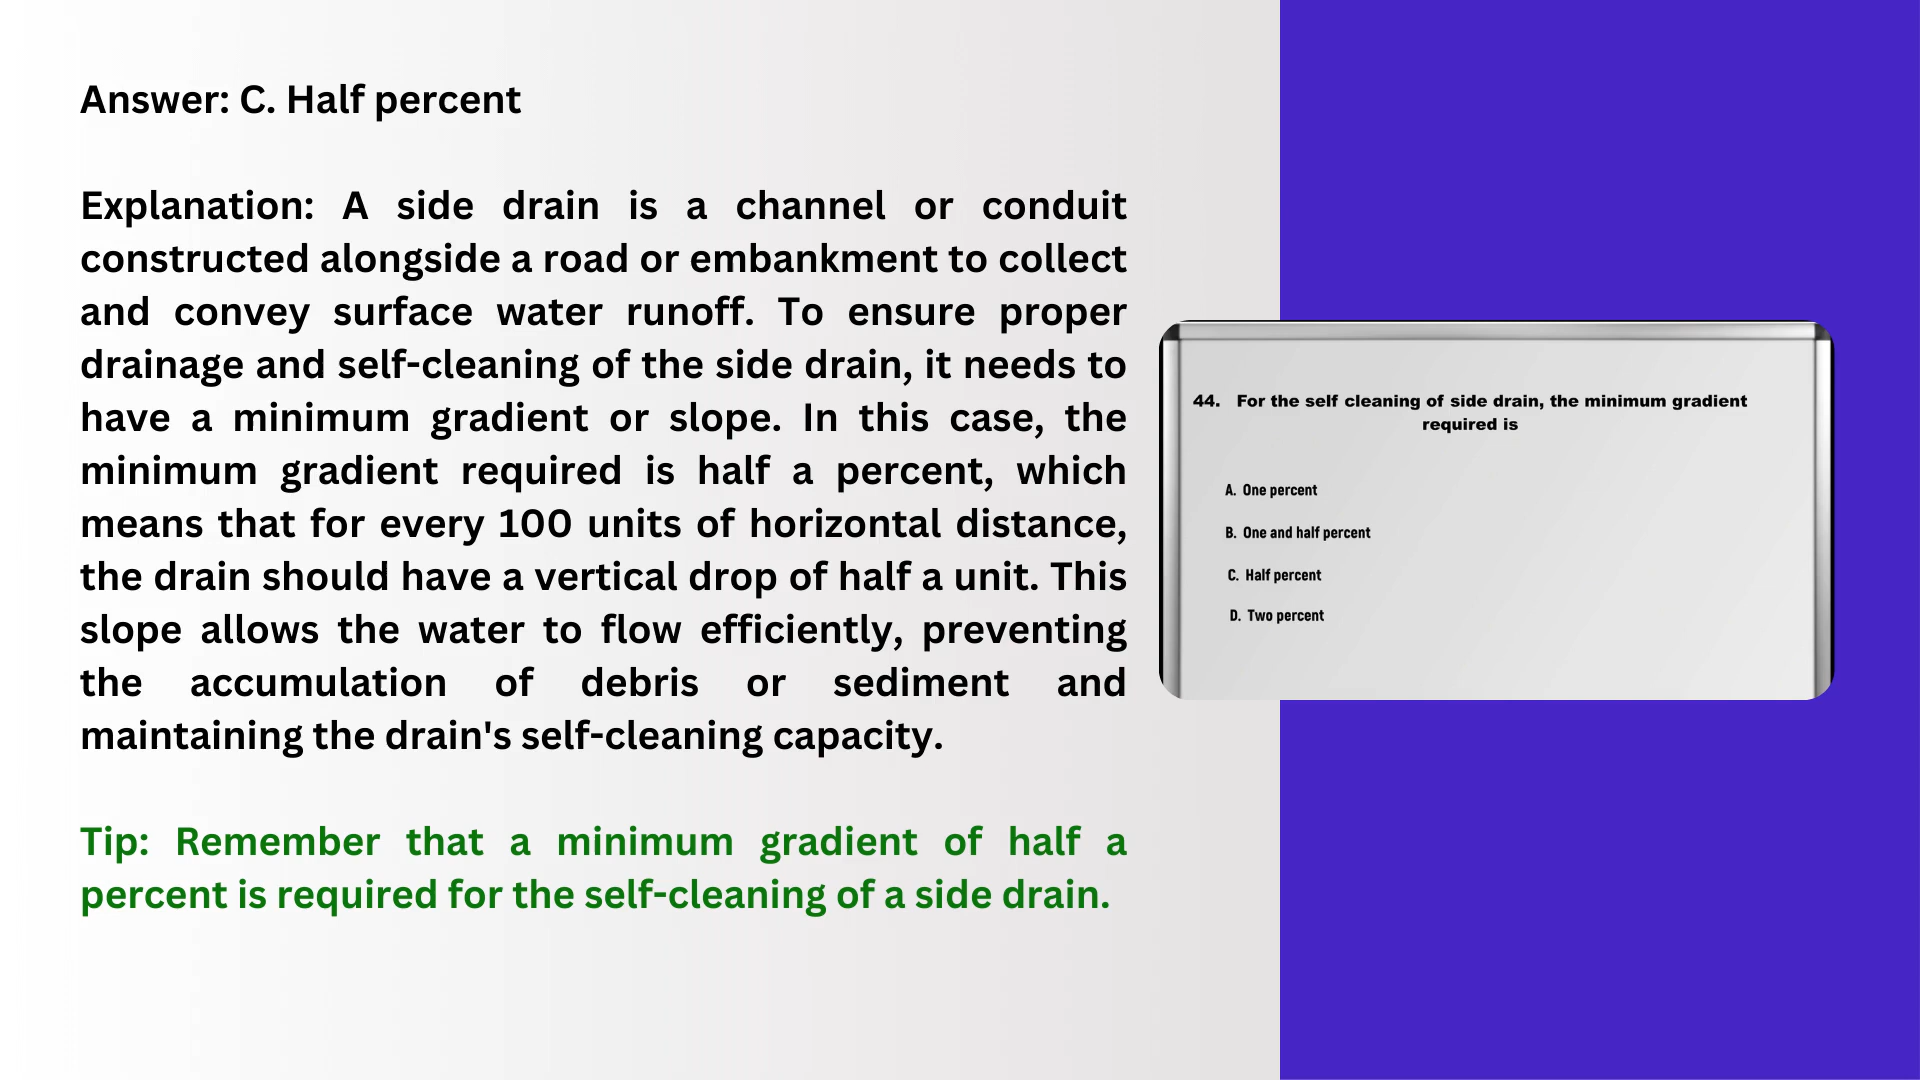 Answer: C. Half percent
Explanation: A side drain is a channel or conduit
constructed alongside a road or embankment to collect
and convey surface water runoff. To ensure proper
drainage and self-cleaning of the side drain, it needs to
have a minimum gradient or slope. In this case, the
minimum gradient required is half a percent, which
means that for every 100 units of horizontal distance,
the drain should have a vertical drop of half a unit. This
slope allows the water to flow efficiently, preventing
the accumulation of debris or sediment and
maintaining the drain's self-cleaning capacity.
Tip: Remember that a minimum gradient of half a
percent is required for the self-cleaning of a side drain.
44. For the self cleaning of side drain, the minimum gradient
required is
A. One percent
B. One and half percent
C. Half percent
D. Two percent